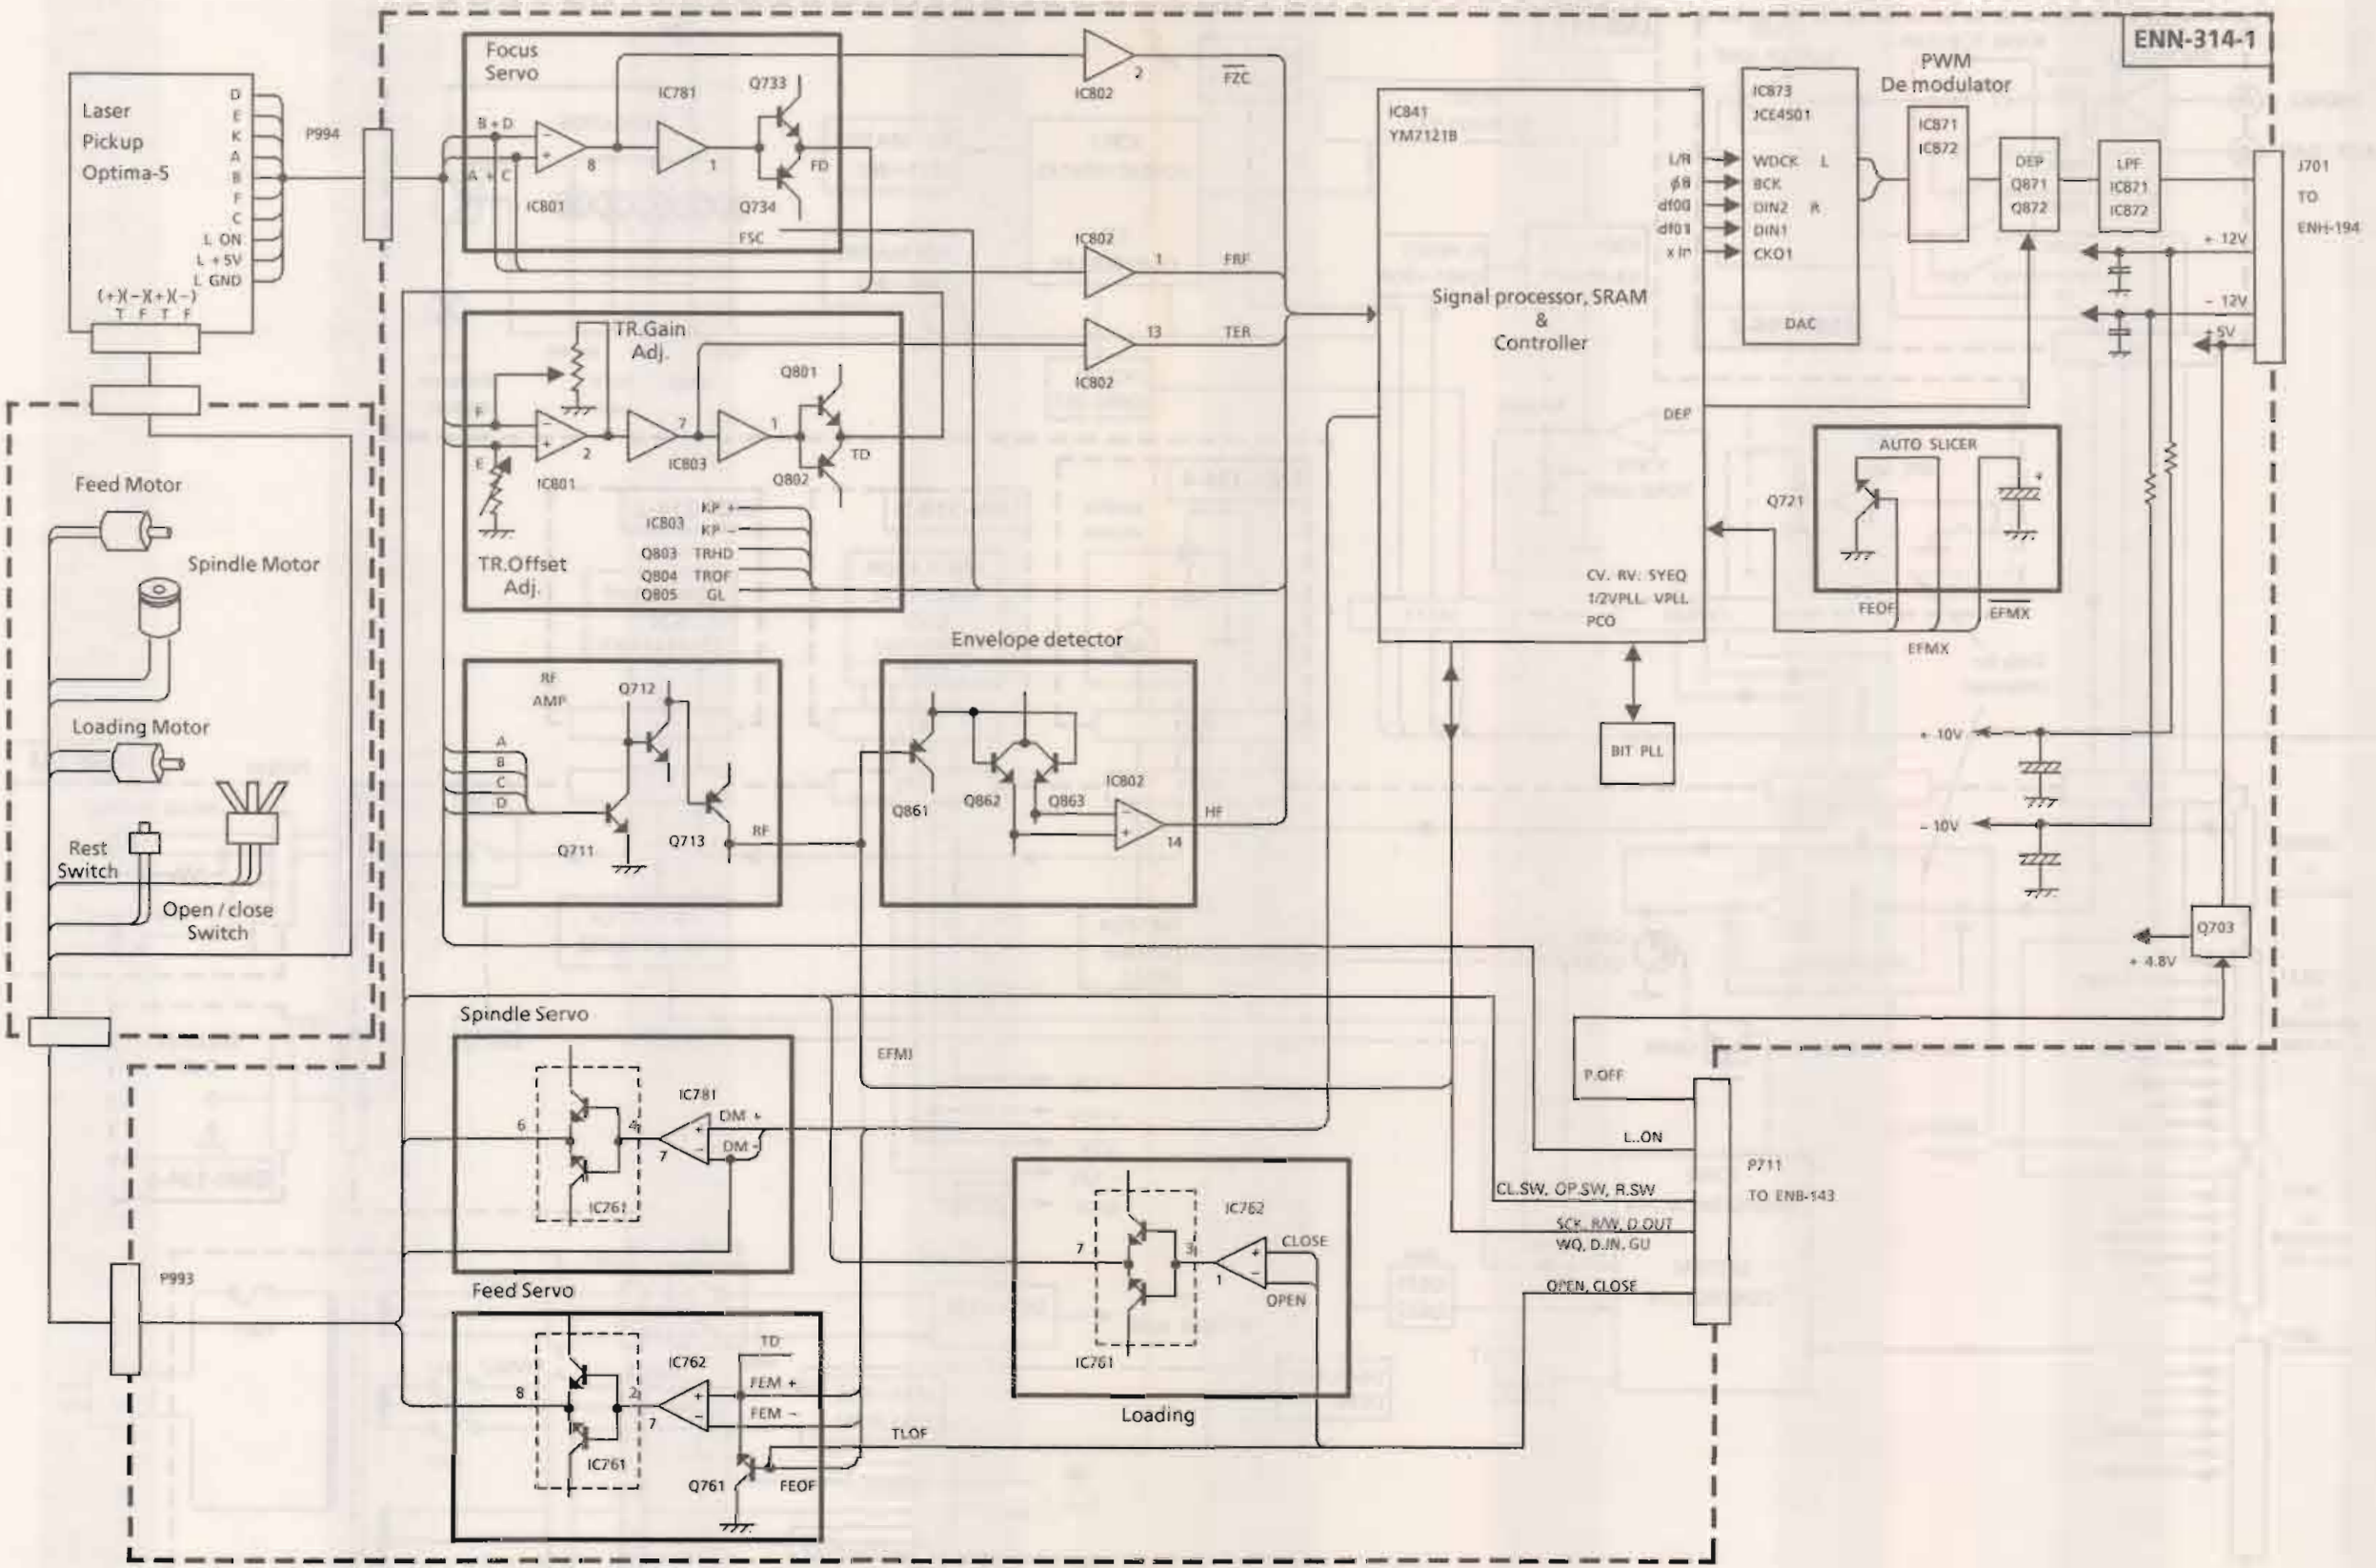 ENN-314-1
Laser
Pickup
Optima-5
D
E
K
A
B
F
C
L ON
L +5V
L GND
(+)(-)(+)(-)
T F T F
P994
Focus
Servo
B+D
A + C
IC801
8
IC781
1
Q733
Q734
FD
FSC
2
IC802
FZC
IC802
1
FRF
13
TER
IC802
TR.Gain
Adj.
F
E
2
IC801
7
IC803
1
Q801
Q802
TD
TR.Offset
Adj.
IC803
KP +
KP -
Q803 TRHD
Q804 TROF
Q805 GL
IC841
YM7121B
Signal processor, SRAM
&
Controller
L/R
φB
df00
df01
x in
DEP
CV. RV. SYEQ
1/2VPLL VPLL
PCO
IC873
JCE4501
WDCK L
BCK
DIN2 R
DIN1
CKO1
DAC
PWM
De modulator
IC871
IC872
DEP
Q871
Q872
LPF
IC871
IC872
J701
TO
ENH-194
+ 12V
- 12V
+5V
AUTO SLICER
Q721
+
FEOF
EFMX
EFMX
BIT PLL
+ 10V
- 10V
Q703
+ 4.8V
Feed Motor
Spindle Motor
Loading Motor
Rest
Switch
Open / close
Switch
RF
AMP
A
B
C
D
Q712
Q711
Q713
RF
Envelope detector
Q861
Q862
Q863
IC802
14
HF
EFMI
Spindle Servo
6
4
IC781
7
DM +
DM -
IC761
Feed Servo
8
2
IC762
7
TD
FEM +
FEM -
IC761
Q761
FEOF
TLOF
7
3
IC762
1
CLOSE
OPEN
IC761
Loading
P993
P.OFF
L..ON
CL.SW, OP.SW, R.SW
SCK, R/W, D.OUT
WQ, D.IN, GU
OPEN, CLOSE
P711
TO ENB-143